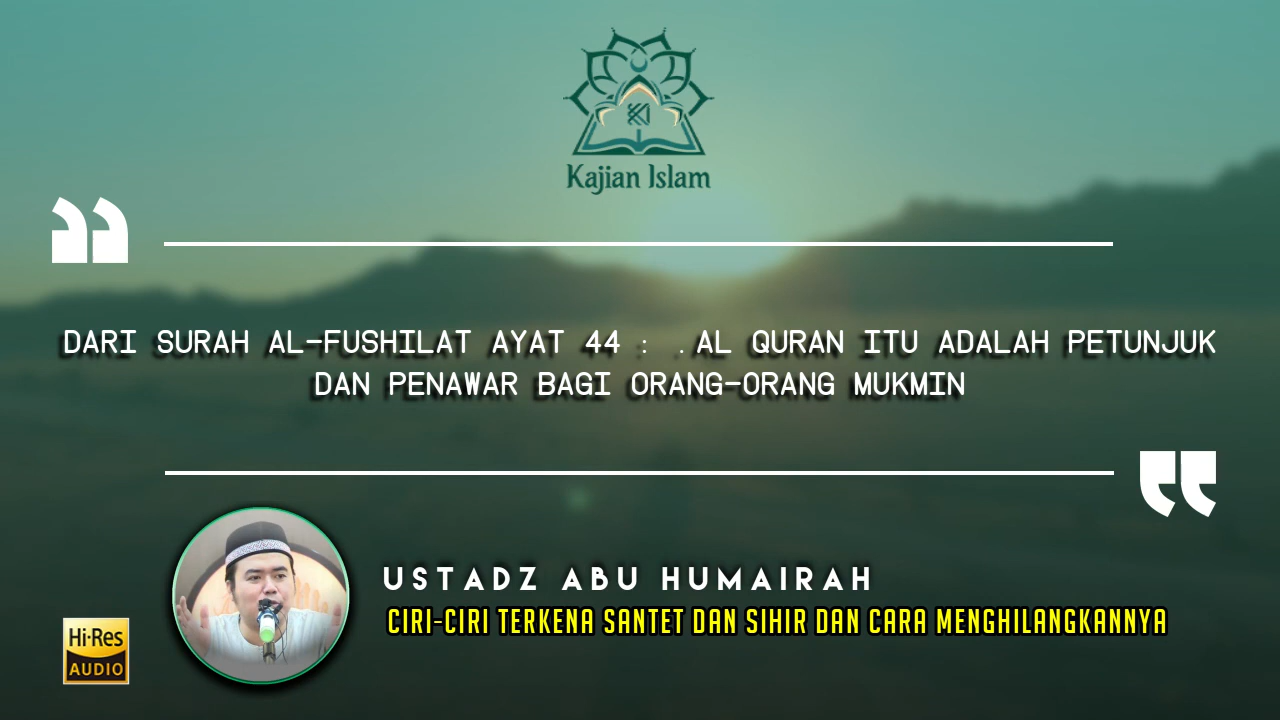 Kajian Islam
DARI SURAH AL-FUSHILAT AYAT 44 : .AL QURAN ITU ADALAH PETUNJUK
DAN PENAWAR BAGI ORANG-ORANG MUKMIN
USTADZ ABU HUMAIRAH
CIRI-CIRI TERKENA SANTET DAN SIHIR DAN CARA MENGHILANGKANNYA
Hi-Res
AUDIO